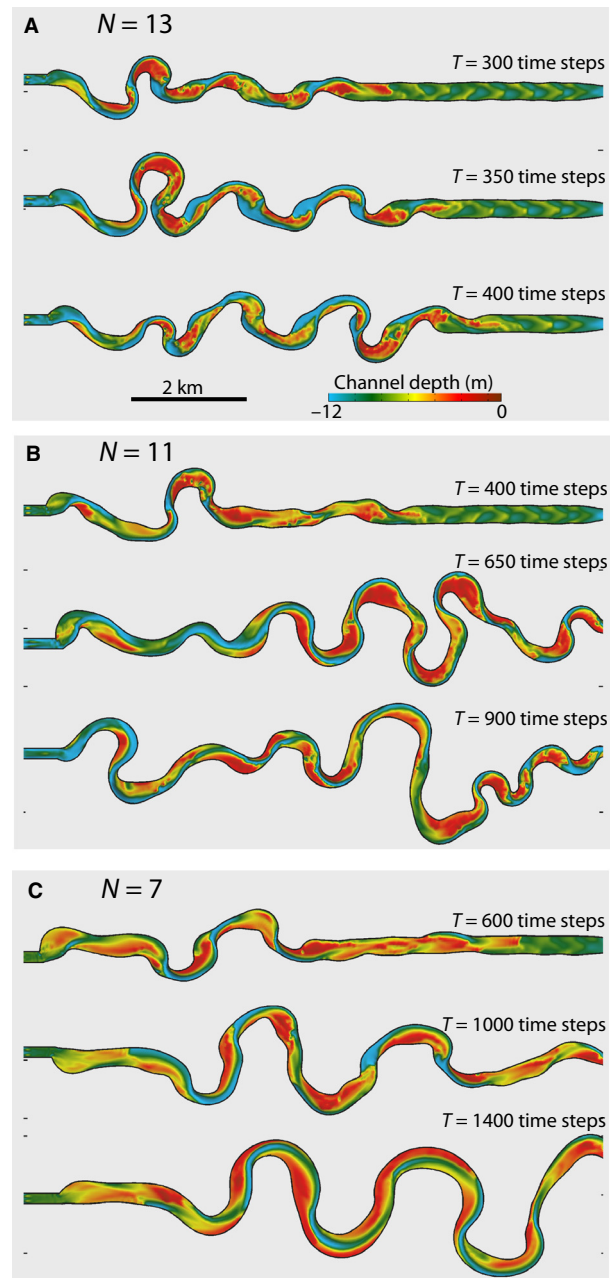 A N = 13
T = 300 time steps
T = 350 time steps
T = 400 time steps
2 km
Channel depth (m)
−12 0
B N = 11
T = 400 time steps
T = 650 time steps
T = 900 time steps
C N = 7
T = 600 time steps
T = 1000 time steps
T = 1400 time steps